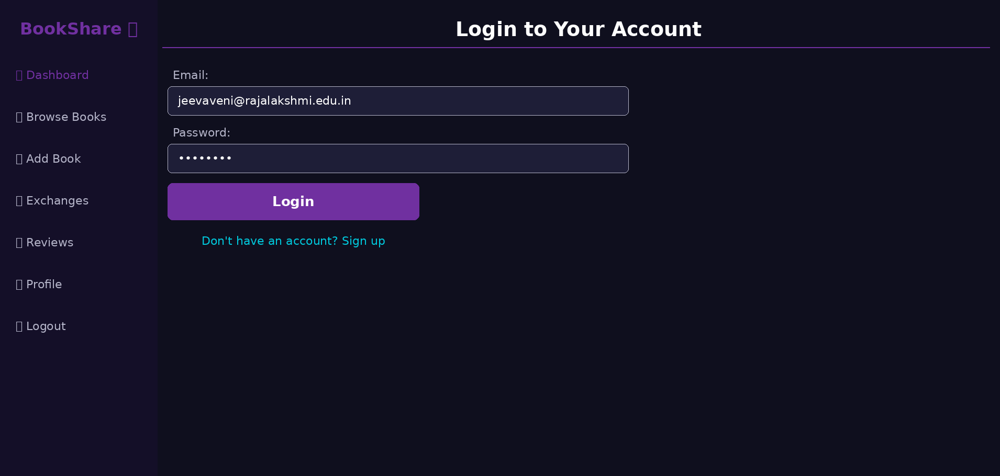 BookShare
Dashboard
Browse Books
Add Book
Exchanges
Reviews
Profile
Logout
Login to Your Account
Email:
jeevaveni@rajalakshmi.edu.in
Password:
••••••••
Login
Don't have an account? Sign up